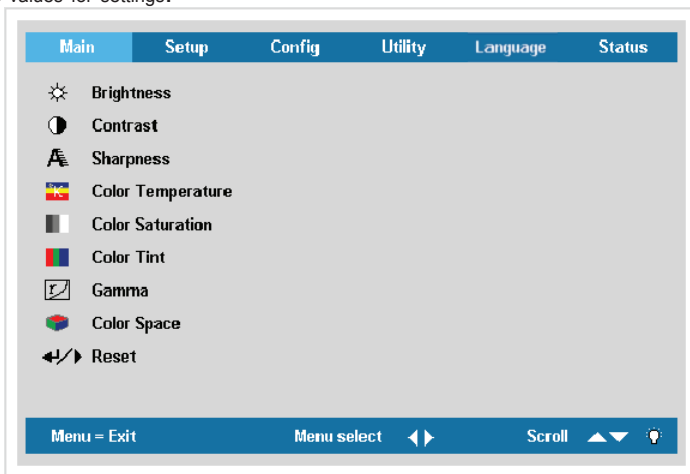 values for settings.
Main Setup Config Utility Language Status
Brightness
Contrast
Sharpness
Color Temperature
Color Saturation
Color Tint
Gamma
Color Space
Reset
Menu = Exit Menu select Scroll